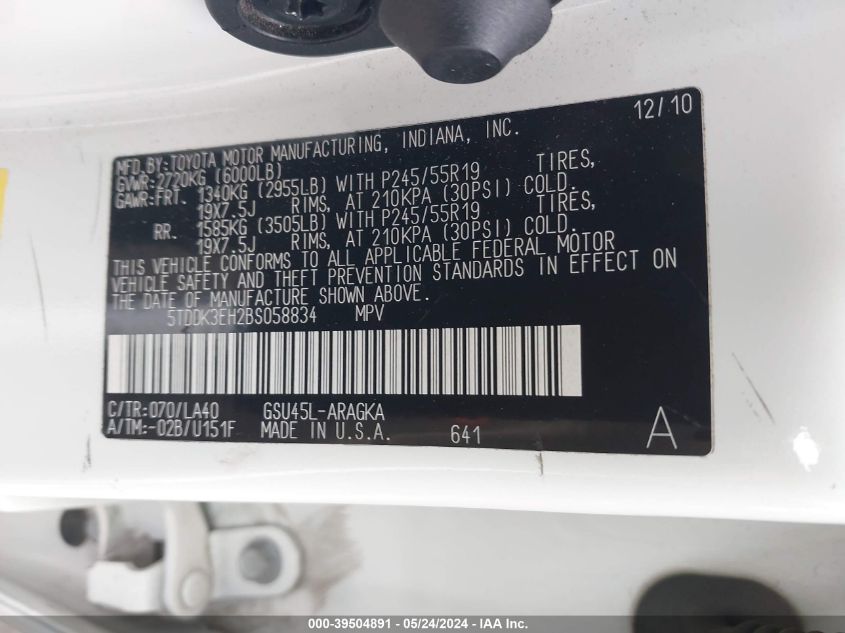 12/10
MFD.BY:TOYOTA MOTOR MANUFACTURING, INDIANA, INC.
GVWR:2720KG (6000LB)
GAWR:FRT. 1340KG (2955LB) WITH P245/55R19 TIRES,
19X7.5J RIMS, AT 210KPA (30PSI) COLD.
RR. 1585KG (3505LB) WITH P245/55R19 TIRES,
19X7.5J RIMS, AT 210KPA (30PSI) COLD.
THIS VEHICLE CONFORMS TO ALL APPLICABLE FEDERAL MOTOR
VEHICLE SAFETY AND THEFT PREVENTION STANDARDS IN EFFECT ON
THE DATE OF MANUFACTURE SHOWN ABOVE.
5TDDK3EH2BS058834 MPV
C/TR:070/LA40 GSU45L-ARAGKA
A/TM:-02B/U151F MADE IN U.S.A. 641 A
000-39504891 - 05/24/2024 - IAA Inc.